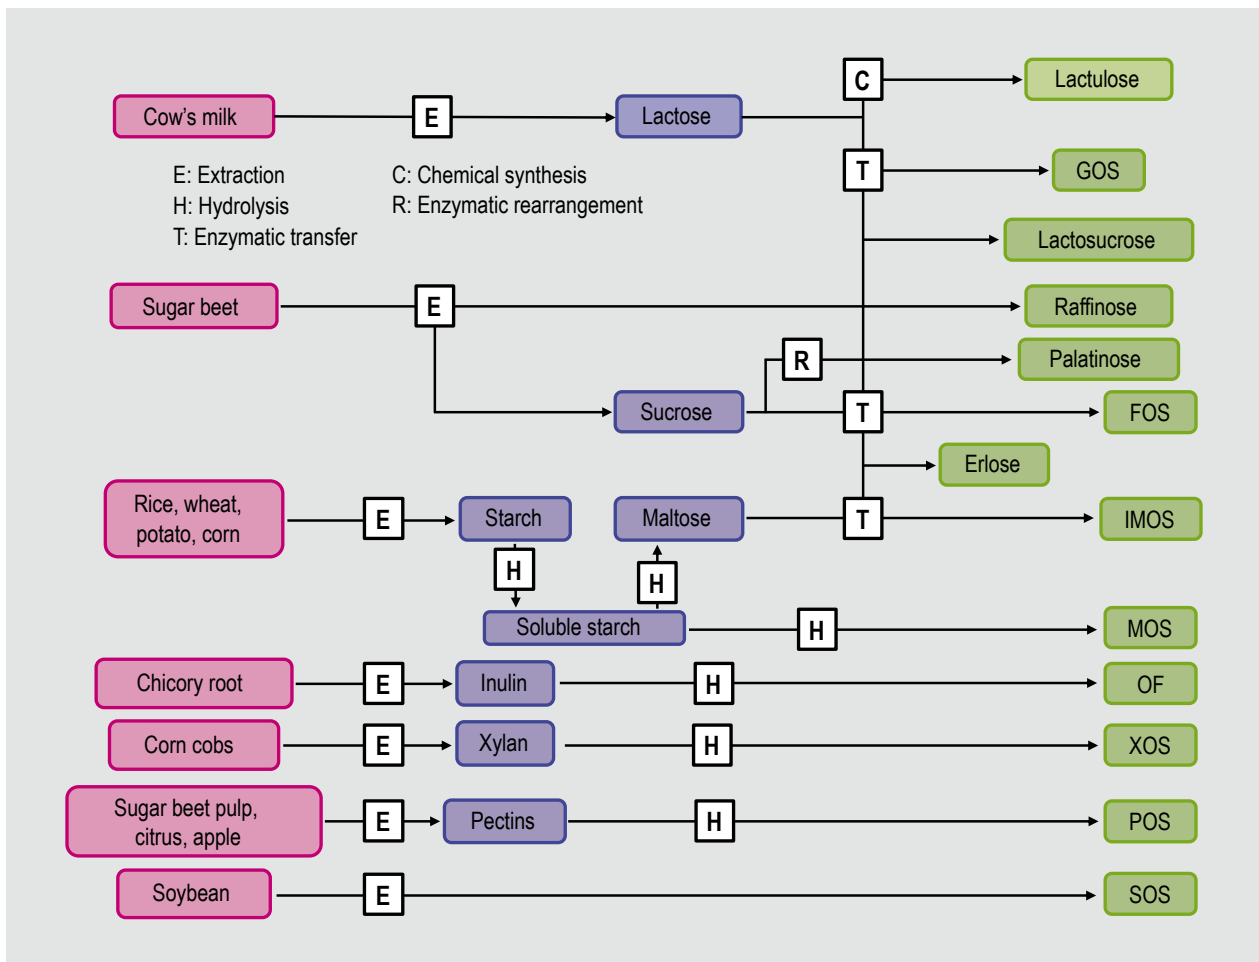 C
Lactulose
Cow's milk
E
Lactose
T
GOS
E: Extraction
C: Chemical synthesis
H: Hydrolysis
R: Enzymatic rearrangement
T: Enzymatic transfer
Lactosucrose
Sugar beet
E
Raffinose
R
Palatinose
Sucrose
T
FOS
Erlose
Rice, wheat,
potato, corn
E
Starch
Maltose
T
IMOS
H
H
Soluble starch
H
MOS
Chicory root
E
Inulin
H
OF
Corn cobs
E
Xylan
H
XOS
Sugar beet pulp,
citrus, apple
E
Pectins
H
POS
Soybean
E
SOS